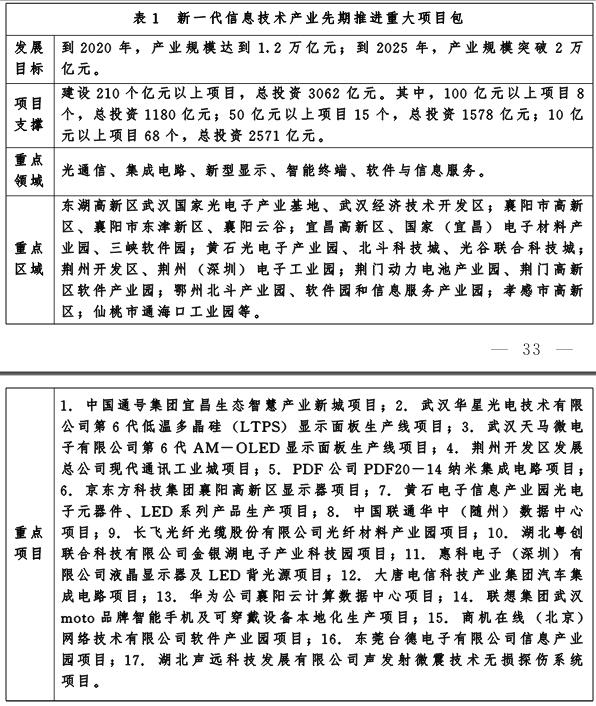 表 1 新一代信息技术产业先期推进重大项目包
发展
目标
到 2020 年，产业规模达到 1.2 万亿元；到 2025 年，产业规模突破 2 万
亿元。
项目
支撑
建设 210 个亿元以上项目，总投资 3062 亿元。其中，100 亿元以上项目 8
个，总投资 1180 亿元；50 亿元以上项目 15 个，总投资 1578 亿元；10 亿
元以上项目 68 个，总投资 2571 亿元。
重点
领域
光通信、集成电路、新型显示、智能终端、软件与信息服务。
重点
区域
东湖高新区武汉国家光电子产业基地、武汉经济技术开发区；襄阳市高新
区、襄阳市东津新区、襄阳云谷；宜昌高新区、国家（宜昌）电子材料产
业园、三峡软件园；黄石光电子产业园、北斗科技城、光谷联合科技城；
荆州开发区、荆州（深圳）电子工业园；荆门动力电池产业园、荆门高新
区软件产业园；鄂州北斗产业园、软件园和信息服务产业园；孝感市高新
区；仙桃市通海口工业园等。
— 33 —
重点
项目
1. 中国通号集团宜昌生态智慧产业新城项目；2. 武汉华星光电技术有限
公司第 6 代低温多晶硅（LTPS）显示面板生产线项目；3. 武汉天马微电
子有限公司第 6 代 AM－OLED 显示面板生产线项目；4. 荆州开发区发展
总公司现代通讯工业城项目；5. PDF 公司 PDF20－14 纳米集成电路项目；
6. 京东方科技集团襄阳高新区显示器项目；7. 黄石电子信息产业园光电
子元器件、LED 系列产品生产项目；8. 中国联通华中（随州）数据中心
项目；9. 长飞光纤光缆股份有限公司光纤材料产业园项目；10. 湖北粤创
联合科技有限公司金银湖电子产业科技园项目；11. 惠科电子（深圳）有
限公司液晶显示器及 LED 背光源项目；12. 大唐电信科技产业集团汽车集
成电路项目；13. 华为公司襄阳云计算数据中心项目；14. 联想集团武汉
moto 品牌智能手机及可穿戴设备本地化生产项目；15. 商机在线（北京）
网络技术有限公司软件产业园项目；16. 东莞台德电子有限公司信息产业
园项目；17. 湖北声远科技发展有限公司声发射微震技术无损探伤系统
项目。